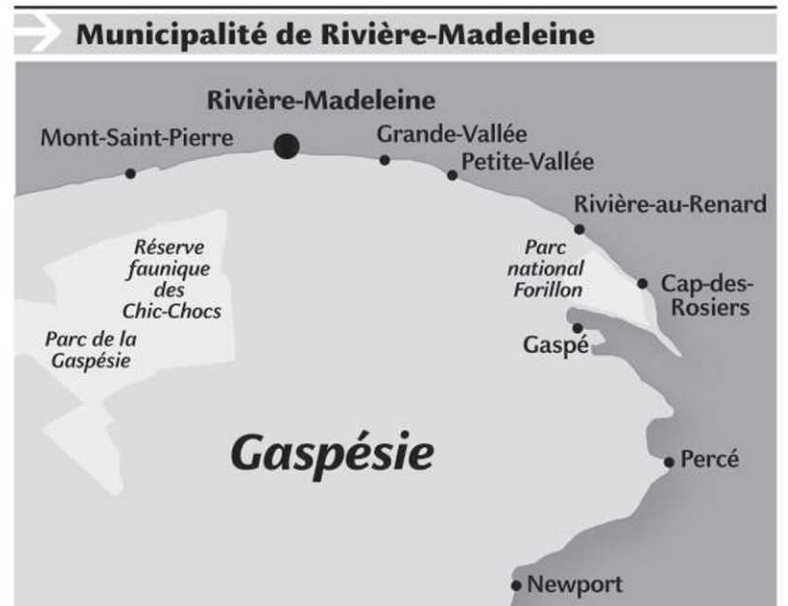 Municipalité de Rivière-Madeleine
Rivière-Madeleine
Mont-Saint-Pierre
Grande-Vallée
Petite-Vallée
Rivière-au-Renard
Réserve
faunique
des
Chic-Chocs
Parc
national
Forillon
Cap-des-
Rosiers
Parc de la
Gaspésie
Gaspé
Gaspésie
Percé
Newport